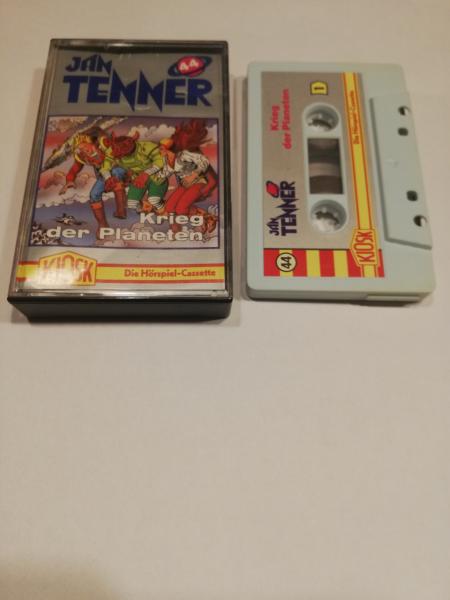 JAN
44
TENNER
Krieg
der Planeten
KIOSK
Die Hörspiel-Cassette
1
Krieg
der Planeten
JAN
TENNER
44
KIOSK
Die Hörspiel-Cassette